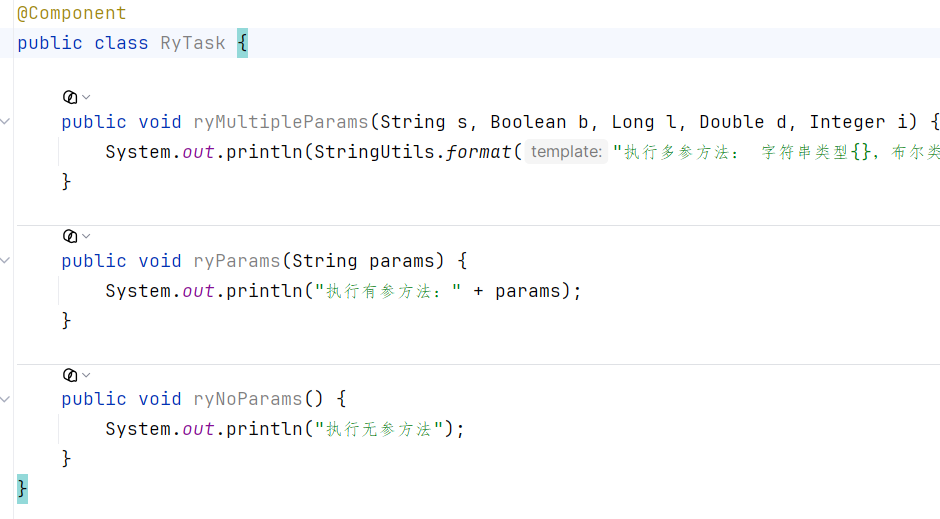 @Component
public class RyTask {
public void ryMultipleParams(String s, Boolean b, Long l, Double d, Integer i) {
System.out.println(StringUtils.format( template: "执行多参方法： 字符串类型{}，布尔类
}
public void ryParams(String params) {
System.out.println("执行有参方法：" + params);
}
public void ryNoParams() {
System.out.println("执行无参方法");
}
}